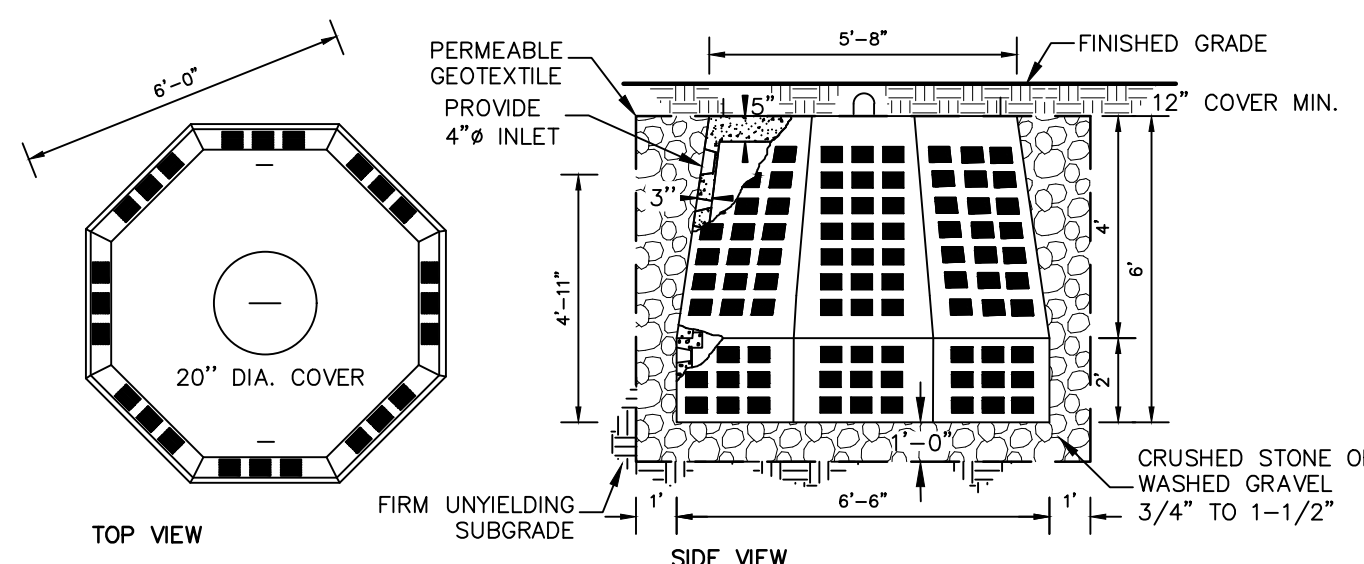 6'-0"
20'' DIA. COVER
TOP VIEW
PERMEABLE
GEOTEXTILE
PROVIDE
4"ø INLET
5'-8"
FINISHED GRADE
12" COVER MIN.
5"
3"
4'-11"
4'
6'
2'
1'-0"
FIRM UNYIELDING
SUBGRADE
1'
6'-6"
1'
CRUSHED STONE
WASHED GRAVEL
3/4" TO 1-1/2"
SIDE VIEW